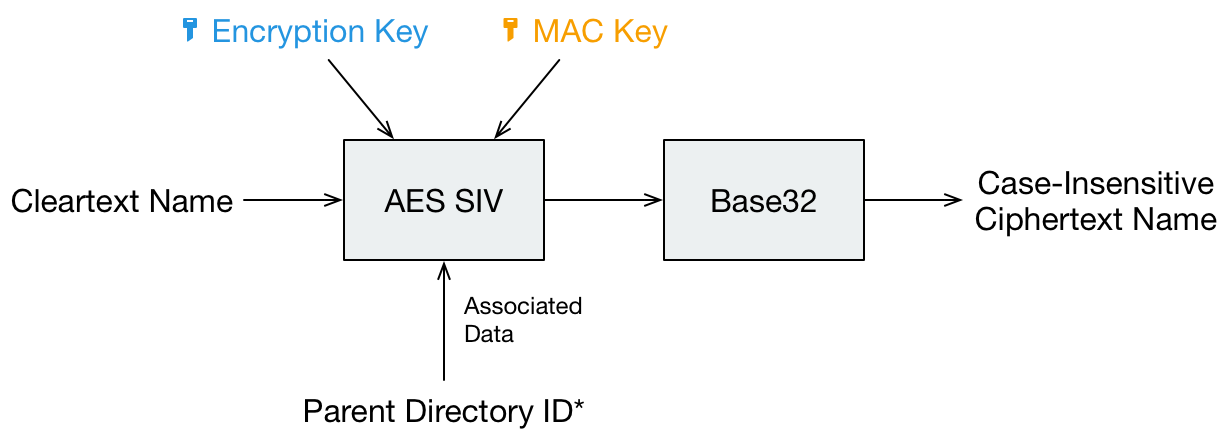 Encryption Key
MAC Key
Cleartext Name
AES SIV
Base32
Case-Insensitive
Ciphertext Name
Associated
Data
Parent Directory ID*